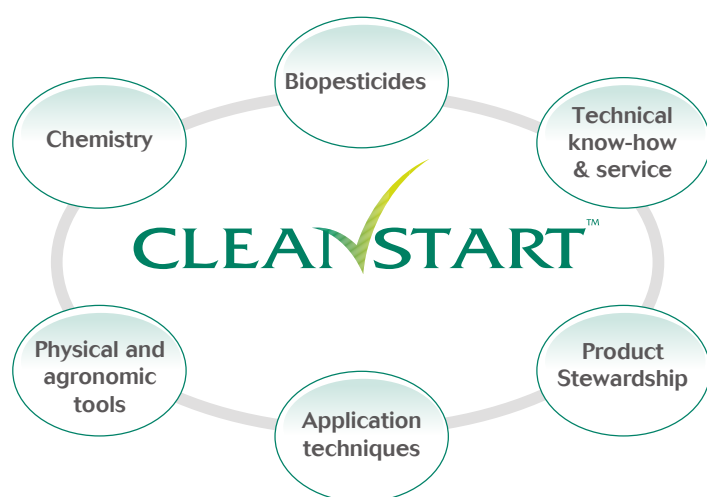 Biopesticides
Chemistry
Technical
know-how
& service
CLEANSTART™
Physical and
agronomic
tools
Product
Stewardship
Application
techniques